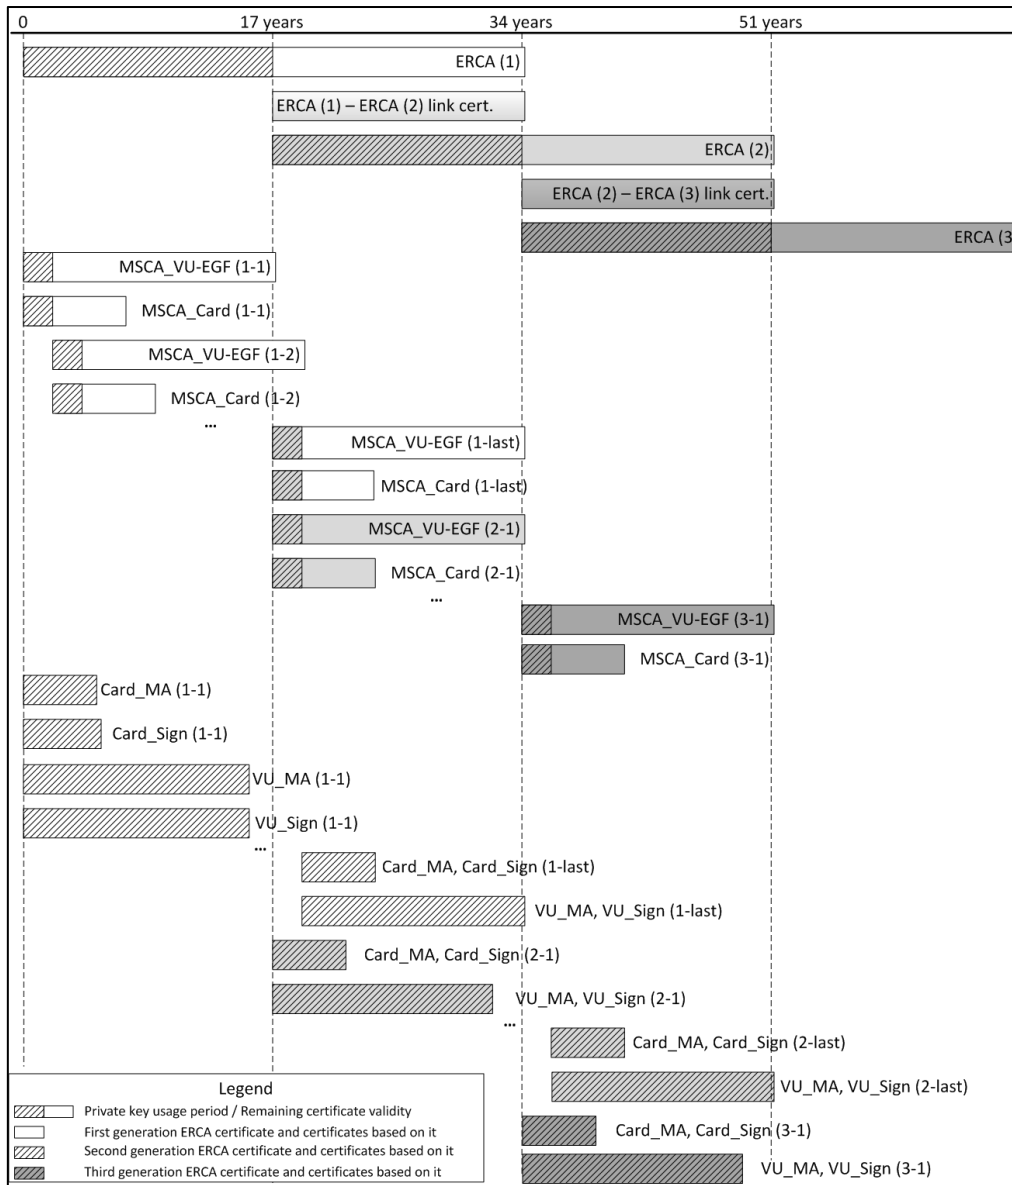 0 17 years 34 years 51 years
ERCA (1)
ERCA (1) – ERCA (2) link cert.
ERCA (2)
ERCA (2) – ERCA (3) link cert.
ERCA (3
MSCA_VU-EGF (1-1)
MSCA_Card (1-1)
MSCA_VU-EGF (1-2)
MSCA_Card (1-2)
...
MSCA_VU-EGF (1-last)
MSCA_Card (1-last)
MSCA_VU-EGF (2-1)
MSCA_Card (2-1)
...
MSCA_VU-EGF (3-1)
MSCA_Card (3-1)
Card_MA (1-1)
Card_Sign (1-1)
VU_MA (1-1)
VU_Sign (1-1)
...
Card_MA, Card_Sign (1-last)
VU_MA, VU_Sign (1-last)
Card_MA, Card_Sign (2-1)
VU_MA, VU_Sign (2-1)
...
Card_MA, Card_Sign (2-last)
VU_MA, VU_Sign (2-last)
Card_MA, Card_Sign (3-1)
VU_MA, VU_Sign (3-1)
Legend
Private key usage period / Remaining certificate validity
First generation ERCA certificate and certificates based on it
Second generation ERCA certificate and certificates based on it
Third generation ERCA certificate and certificates based on it